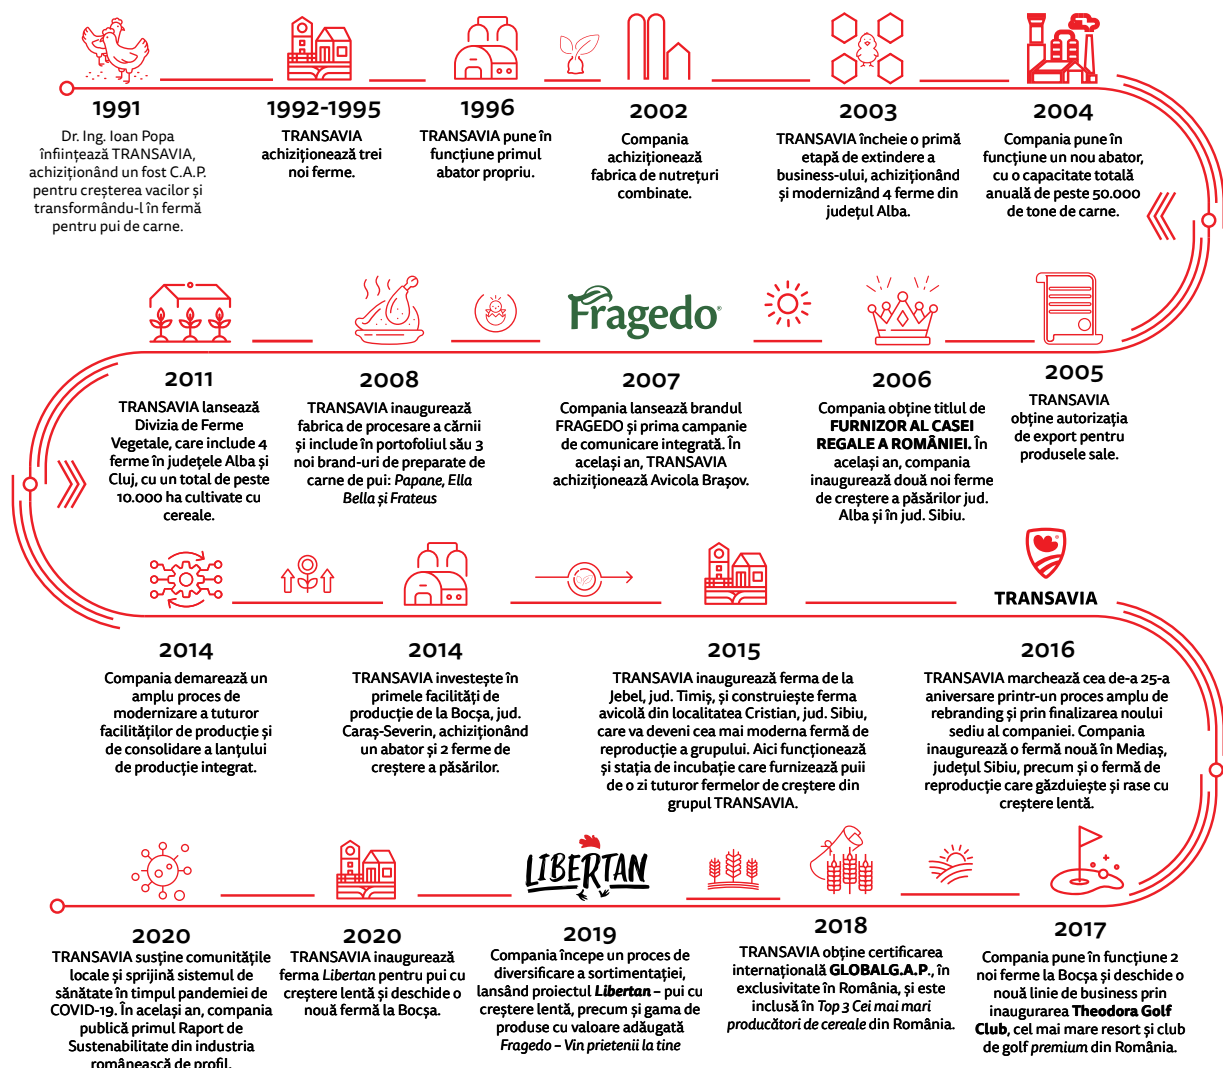 1991
Dr. Ing. Ioan Popa
înființează TRANSAVIA,
achiziționând un fost C.A.P.
pentru creșterea vacilor și
transformându-l în fermă
pentru pui de carne.
1992-1995
TRANSAVIA
achiziționează trei
noi ferme.
1996
TRANSAVIA pune în
funcțiune primul
abator propriu.
2002
Compania
achiziționează
fabrica de nutrețuri
combinate.
2003
TRANSAVIA încheie o primă
etapă de extindere a
business-ului, achiziționând
și modernizând 4 ferme din
județul Alba.
2004
Compania pune în
funcțiune un nou abator,
cu o capacitate totală
anuală de peste 50.000
de tone de carne.
2005
TRANSAVIA
obține autorizația
de export pentru
produsele sale.
2006
Compania obține titlul de
FURNIZOR AL CASEI
REGALE A ROMÂNIEI. În
același an, compania
inaugurează două noi ferme
de creștere a păsărilor jud.
Alba și în jud. Sibiu.
Fragedo®
2007
Compania lansează brandul
FRAGEDO și prima campanie
de comunicare integrată. În
același an, TRANSAVIA
achiziționează Avicola Brașov.
2008
TRANSAVIA inaugurează
fabrica de procesare a cărnii
și include în portofoliul său 3
noi brand-uri de preparate de
carne de pui: Papane, Ella
Bella și Frateus
2011
TRANSAVIA lansează
Divizia de Ferme
Vegetale, care include 4
ferme în județele Alba și
Cluj, cu un total de peste
10.000 ha cultivate cu
cereale.
2014
Compania demarează un
amplu proces de
modernizare a tuturor
facilităților de producție și
de consolidare a lanțului
de producție integrat.
2014
TRANSAVIA investește în
primele facilități de
producție de la Bocșa, jud.
Caraș-Severin, achiziționând
un abator și 2 ferme de
creștere a păsărilor.
2015
TRANSAVIA inaugurează ferma de la
Jebel, jud. Timiș, și construiește ferma
avicolă din localitatea Cristian, jud. Sibiu,
care va deveni cea mai moderna fermă de
reproducție a grupului. Aici funcționează
și stația de incubație care furnizează puii
de o zi tuturor fermelor de creștere din
grupul TRANSAVIA.
TRANSAVIA
2016
TRANSAVIA marchează cea de-a 25-a
aniversare printr-un proces amplu de
rebranding și prin finalizarea noului
sediu al companiei. Compania
inaugurează o fermă nouă în Mediaș,
județul Sibiu, precum și o fermă de
reproducție care găzduiește și rase cu
creștere lentă.
2017
Compania pune în funcțiune 2
noi ferme la Bocșa și deschide o
nouă linie de business prin
inaugurarea Theodora Golf
Club, cel mai mare resort și club
de golf premium din România.
2018
TRANSAVIA obține certificarea
internațională GLOBALG.A.P., în
exclusivitate în România, și este
inclusă în Top 3 Cei mai mari
producători de cereale din România.
LIBERTAN
2019
Compania începe un proces de
diversificare a sortimentației,
lansând proiectul Libertan – pui cu
creștere lentă, precum și gama de
produse cu valoare adăugată
Fragedo – Vin prietenii la tine
2020
TRANSAVIA inaugurează
ferma Libertan pentru pui cu
creștere lentă și deschide o
nouă fermă la Bocșa.
2020
TRANSAVIA susține comunitățile
locale și sprijină sistemul de
sănătate în timpul pandemiei de
COVID-19. În același an, compania
publică primul Raport de
Sustenabilitate din industria
românească de profil.